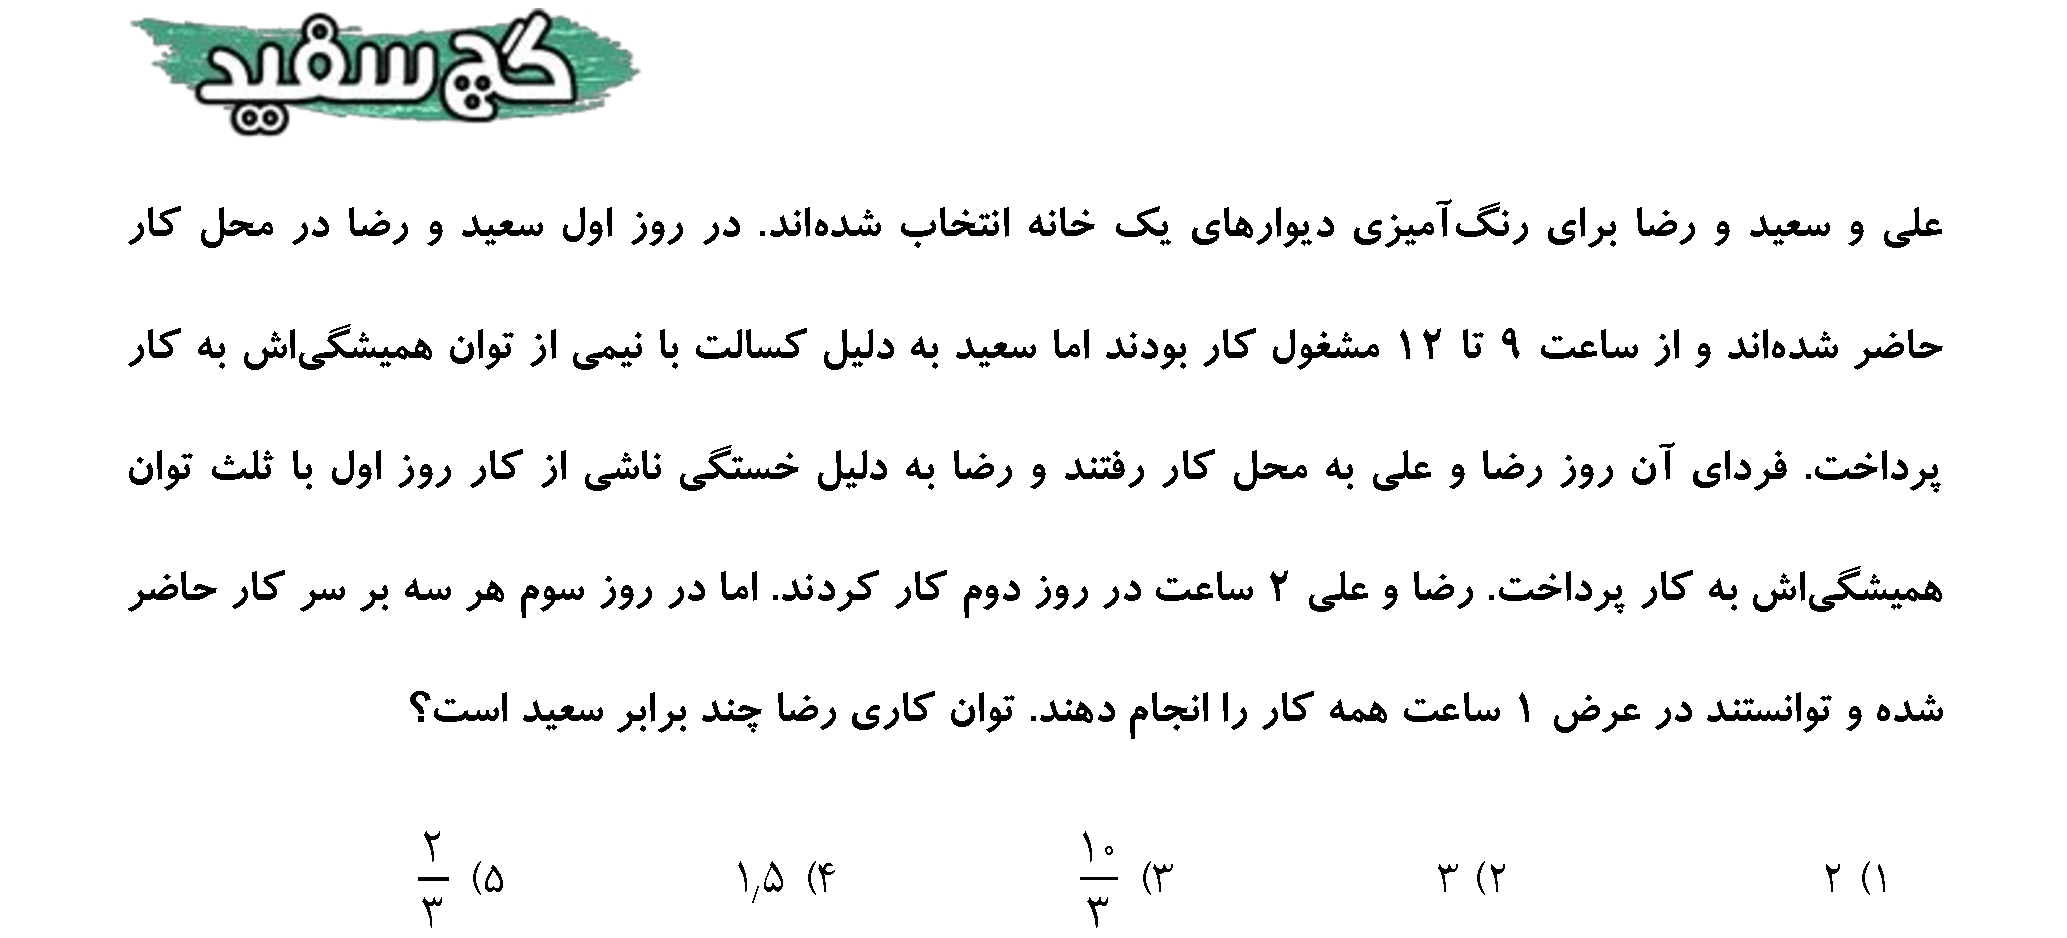 گچ سفید
علی و سعید و رضا برای رنگ‌آمیزی دیوارهای یک خانه انتخاب شده‌اند. در روز اول سعید و رضا در محل کار
حاضر شده‌اند و از ساعت ۹ تا ۱۲ مشغول کار بودند اما سعید به دلیل کسالت با نیمی از توان همیشگی‌اش به کار
پرداخت. فردای آن روز رضا و علی به محل کار رفتند و رضا به دلیل خستگی ناشی از کار روز اول با ثلث توان
همیشگی‌اش به کار پرداخت. رضا و علی ۲ ساعت در روز دوم کار کردند. اما در روز سوم هر سه بر سر کار حاضر
شده و توانستند در عرض ۱ ساعت همه کار را انجام دهند. توان کاری رضا چند برابر سعید است؟
۱) ۲ ۲) ۳ ۳) ۱۰/۳ ۴) ۱٫۵ ۵) ۲/۳